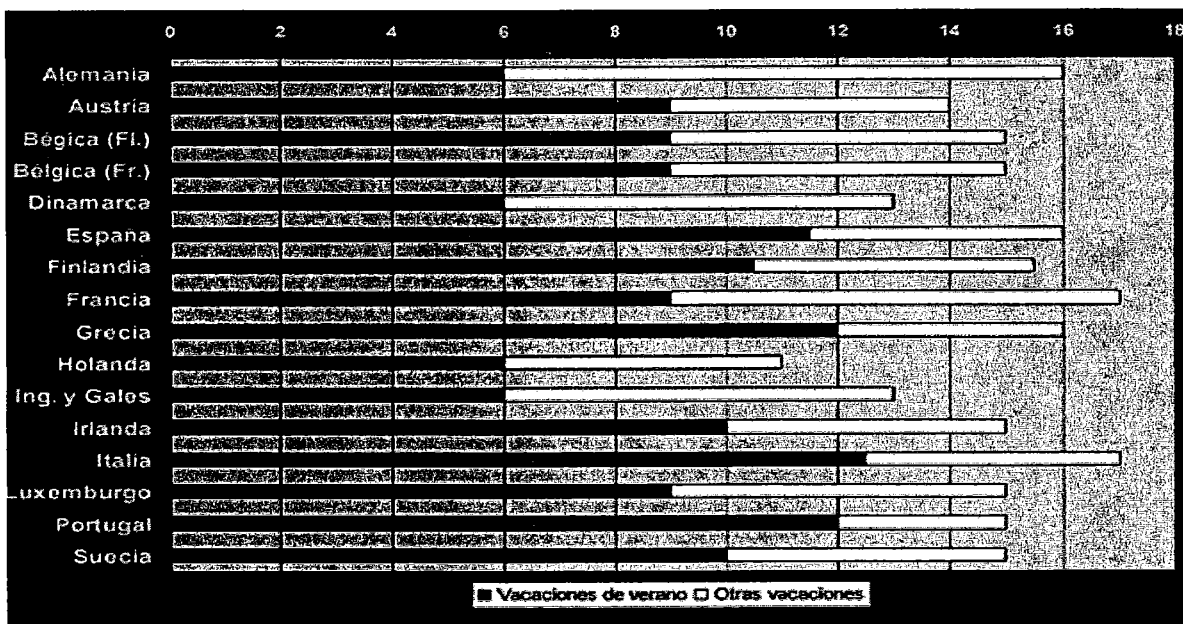 0 2 4 6 8 10 12 14 16 18
Alemania
Austria
Bégica (Fl.)
Bélgica (Fr.)
Dinamarca
España
Finlandia
Francia
Grecia
Holanda
Ing. y Gales
Irlanda
Italia
Luxemburgo
Portugal
Suecia
Vacaciones de verano Otras vacaciones